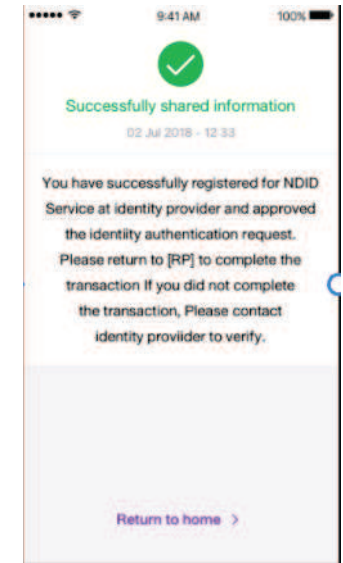 9:41 AM 100%
Successfully shared information
02 Jul 2018 - 12 33
You have successfully registered for NDID
Service at identity provider and approved
the identiity authentication request.
Please return to [RP] to complete the
transaction If you did not complete
the transaction, Please contact
identity proviider to verify.
Return to home >